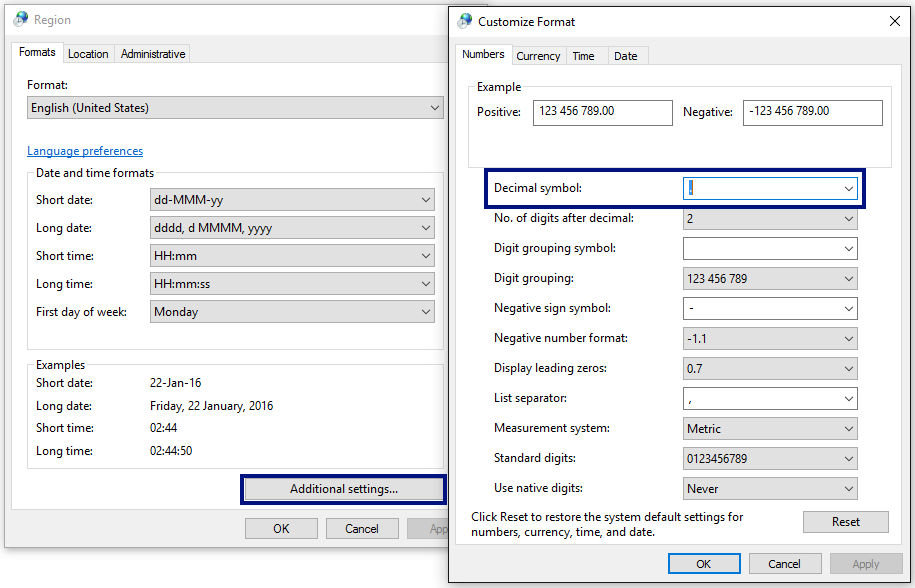 Region
Formats Location Administrative
Format:
English (United States)
Language preferences
Date and time formats
Short date: dd-MMM-yy
Long date: dddd, d MMMM, yyyy
Short time: HH:mm
Long time: HH:mm:ss
First day of week: Monday
Examples
Short date: 22-Jan-16
Long date: Friday, 22 January, 2016
Short time: 02:44
Long time: 02:44:50
Additional settings...
OK Cancel App
Customize Format
Numbers Currency Time Date
Example
Positive: 123 456 789.00 Negative: -123 456 789.00
Decimal symbol: .
No. of digits after decimal: 2
Digit grouping symbol:
Digit grouping: 123 456 789
Negative sign symbol: -
Negative number format: -1.1
Display leading zeros: 0.7
List separator: ,
Measurement system: Metric
Standard digits: 0123456789
Use native digits: Never
Click Reset to restore the system default settings for
numbers, currency, time, and date.
Reset
OK Cancel Apply